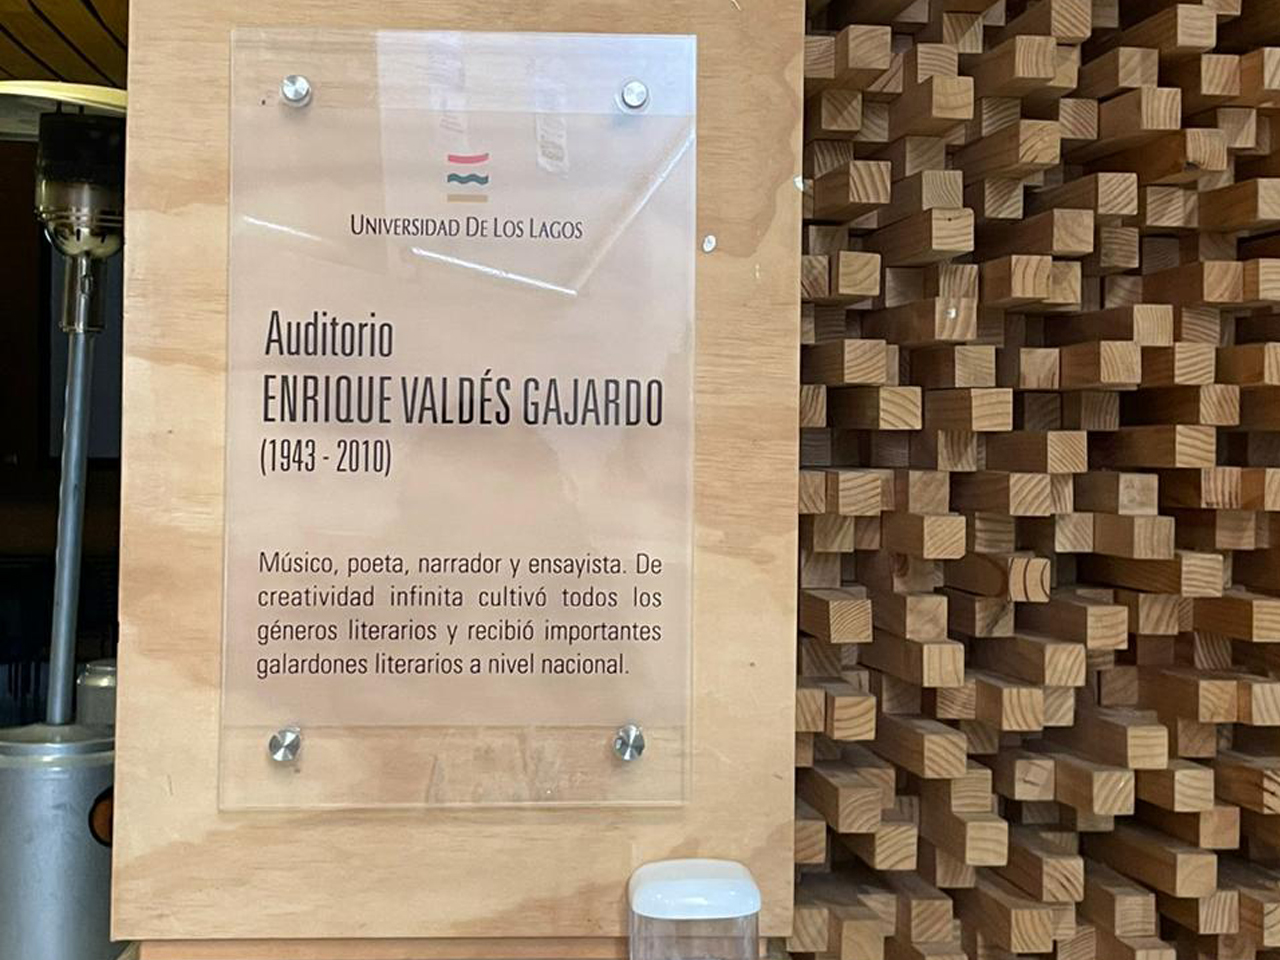 UNIVERSIDAD DE LOS LAGOS
Auditorio
ENRIQUE VALDÉS GAJARDO
(1943 - 2010)
Músico, poeta, narrador y ensayista. De
creatividad infinita cultivó todos los
géneros literarios y recibió importantes
galardones literarios a nivel nacional.